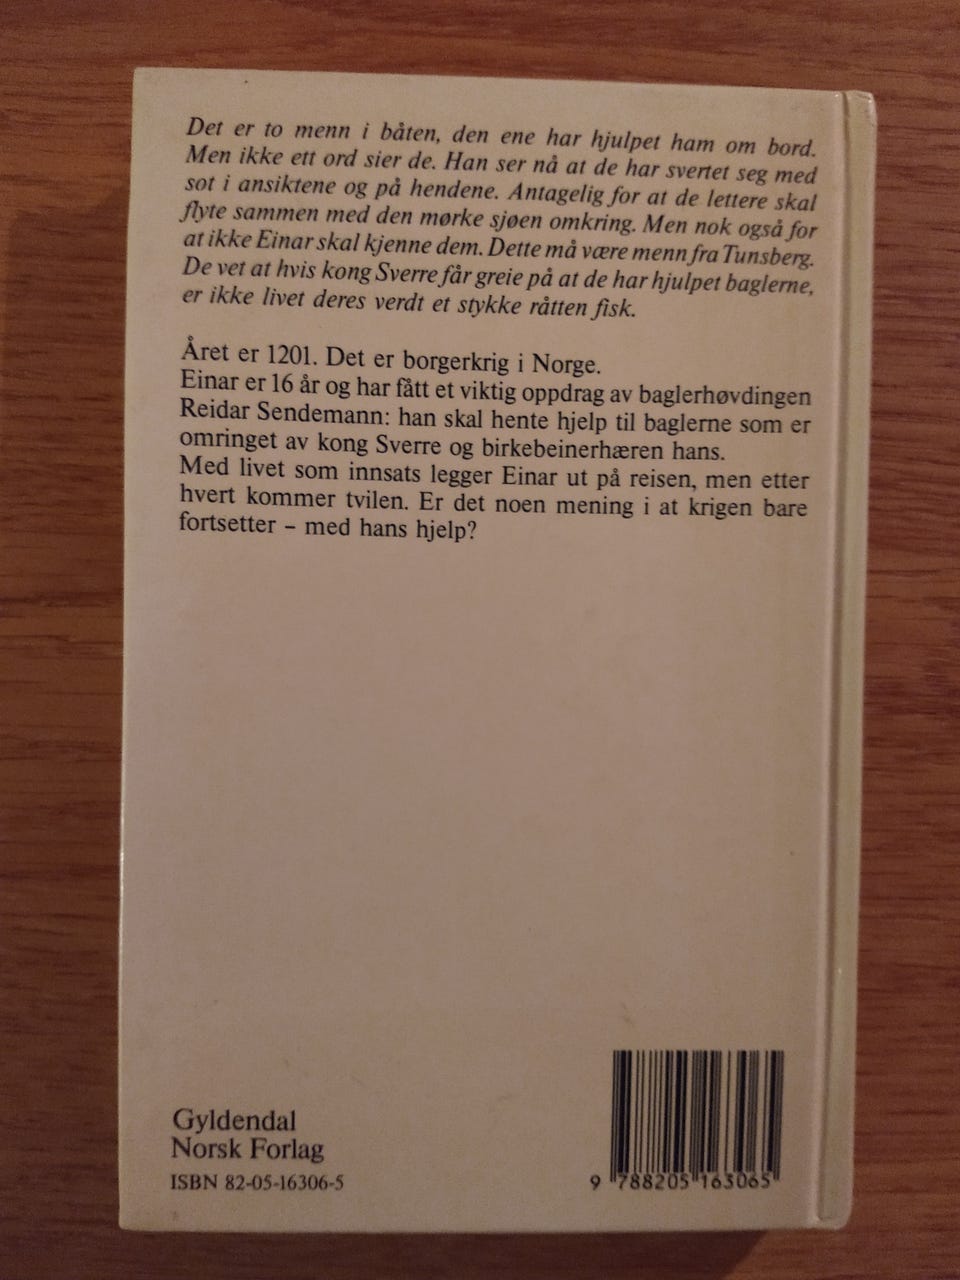 Det er to menn i båten, den ene har hjulpet ham om bord.
Men ikke ett ord sier de. Han ser nå at de har svertet seg med
sot i ansiktene og på hendene. Antagelig for at de lettere skal
flyte sammen med den mørke sjøen omkring. Men nok også for
at ikke Einar skal kjenne dem. Dette må være menn fra Tunsberg.
De vet at hvis kong Sverre får greie på at de har hjulpet baglerne,
er ikke livet deres verdt et stykke råtten fisk.
Året er 1201. Det er borgerkrig i Norge.
Einar er 16 år og har fått et viktig oppdrag av baglerhøvdingen
Reidar Sendemann: han skal hente hjelp til baglerne som er
omringet av kong Sverre og birkebeinerhæren hans.
Med livet som innsats legger Einar ut på reisen, men etter
hvert kommer tvilen. Er det noen mening i at krigen bare
fortsetter – med hans hjelp?
Gyldendal
Norsk Forlag
ISBN 82-05-16306-5
9 788205 163065